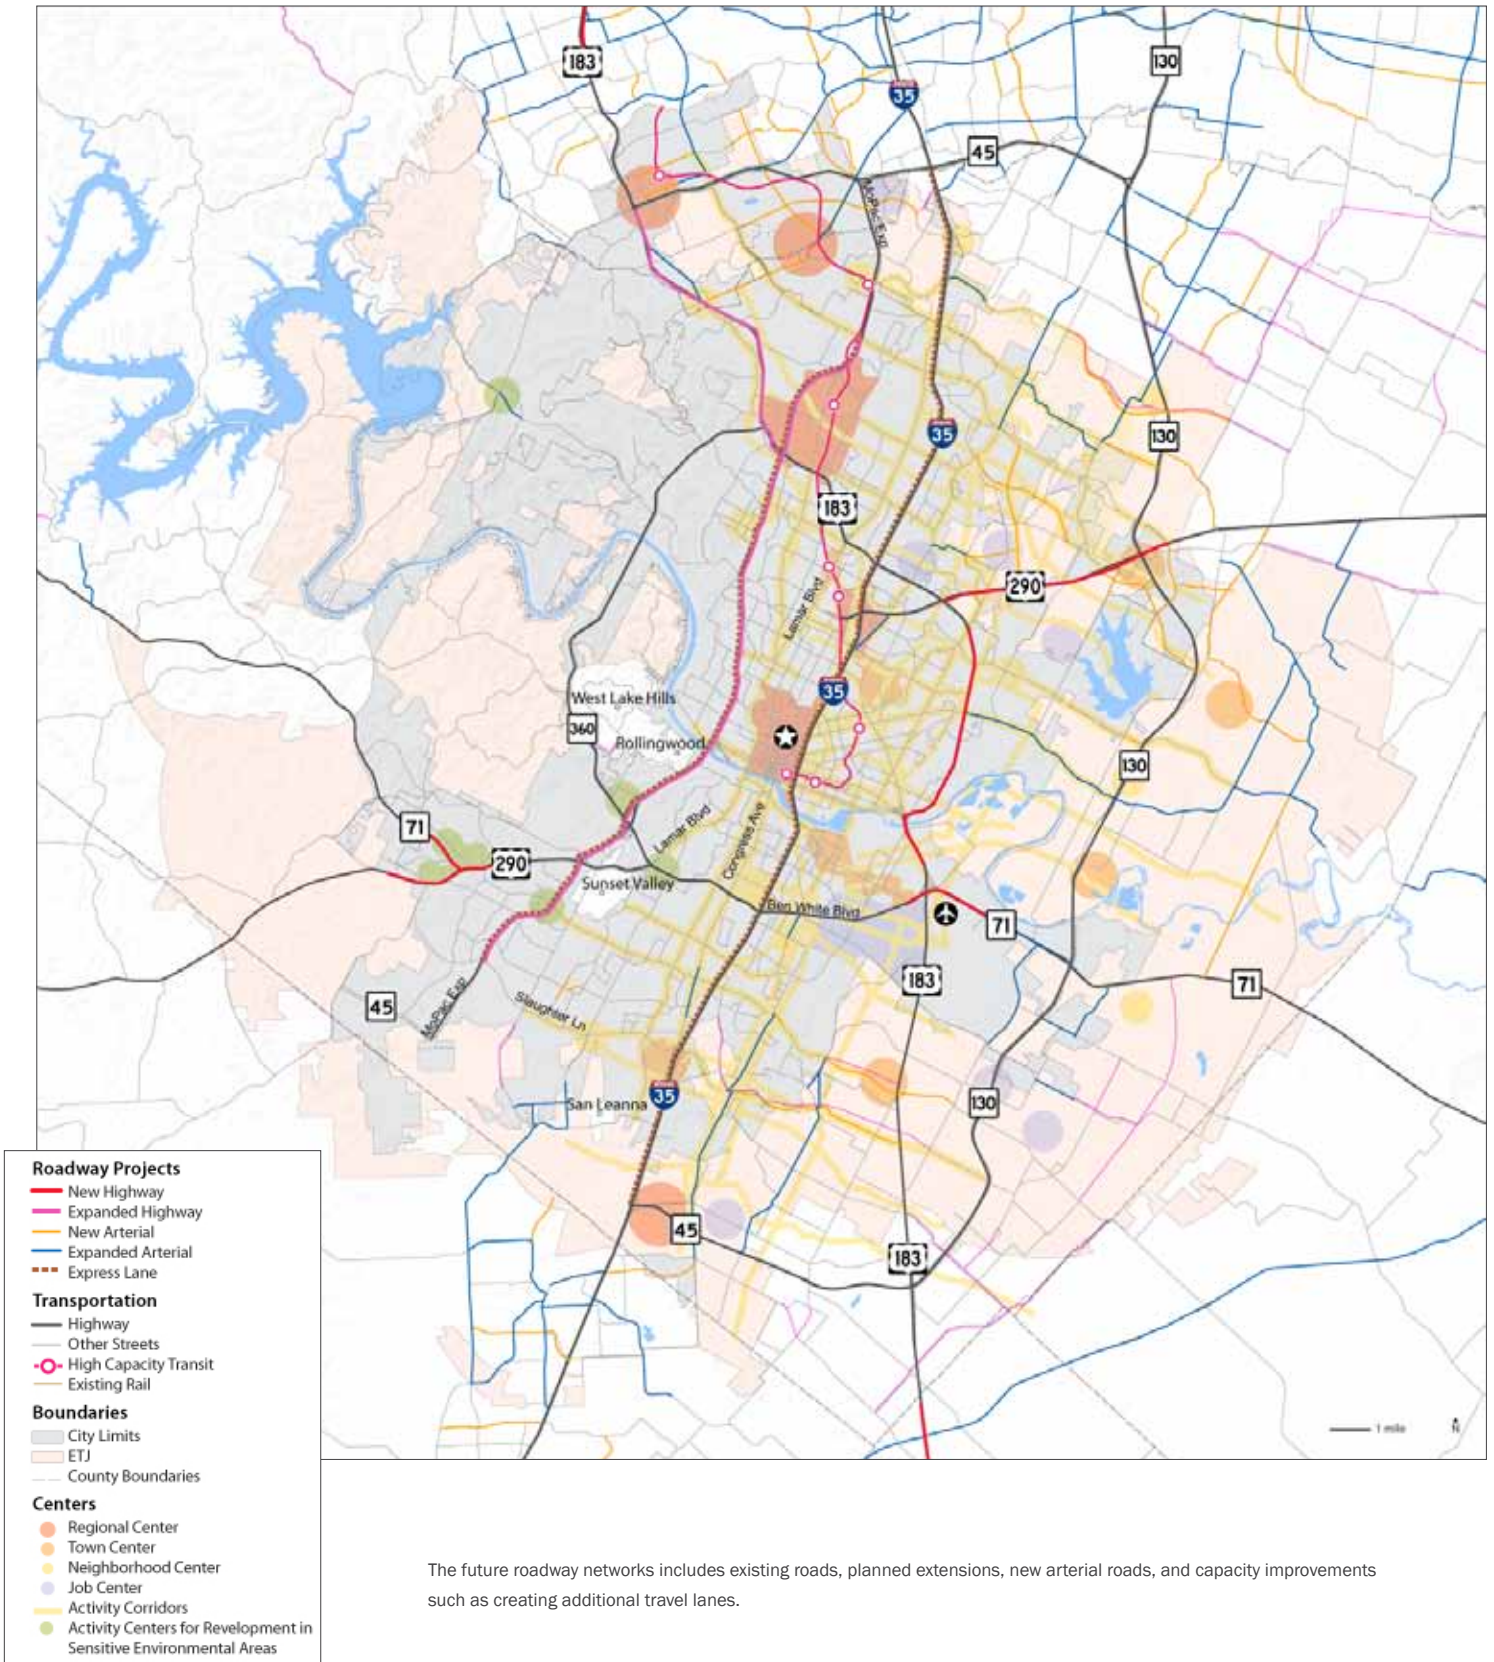 183
130
35
45
MoPac Exp
35
130
183
Lamar Blvd
290
35
West Lake Hills
360
Rollingwood
130
71
290
Lamar Blvd
Congress Ave
Sunset Valley
Ben White Blvd
71
183
71
45
MoPac Exp
Slaughter Ln
San Leanna
35
130
45
183
1 mile
N
Roadway Projects
New Highway
Expanded Highway
New Arterial
Expanded Arterial
Express Lane
Transportation
Highway
Other Streets
High Capacity Transit
Existing Rail
Boundaries
City Limits
ETJ
County Boundaries
Centers
Regional Center
Town Center
Neighborhood Center
Job Center
Activity Corridors
Activity Centers for Revelopment in
Sensitive Environmental Areas
The future roadway networks includes existing roads, planned extensions, new arterial roads, and capacity improvements
such as creating additional travel lanes.